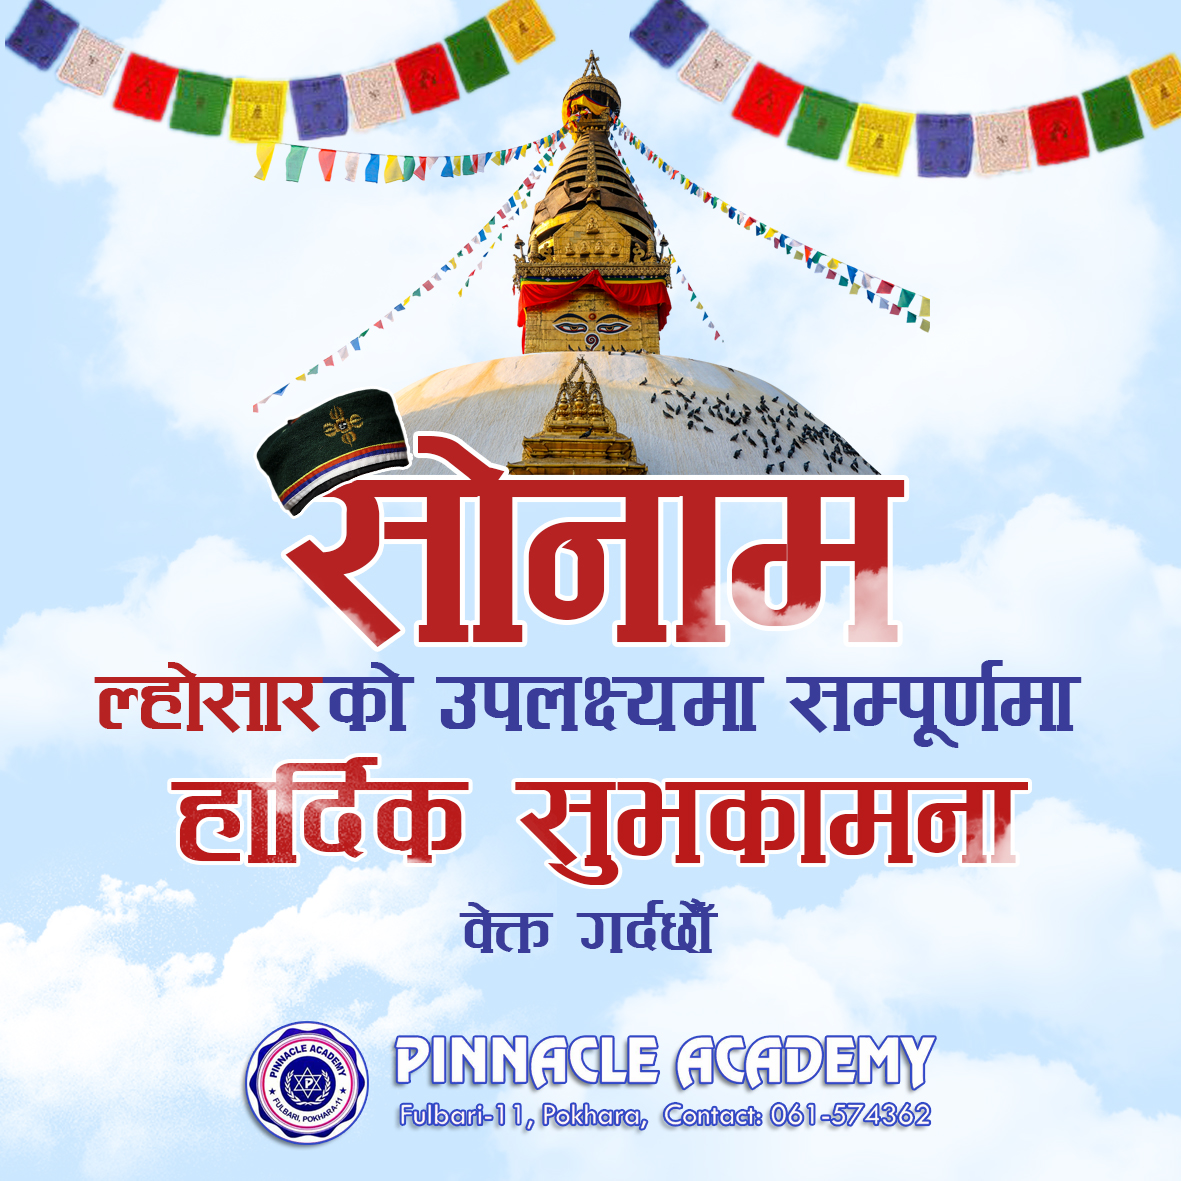 सोनाम
ल्होसारको उपलक्ष्यमा सम्पूर्णमा
हार्दिक सुभकामना
वेक्त गर्दछौँ
PINNACLE ACADEMY
Fulbari-11, Pokhara, Contact: 061-574362
PINNACLE ACADEMY
P
FULBARI, POKHARA-11